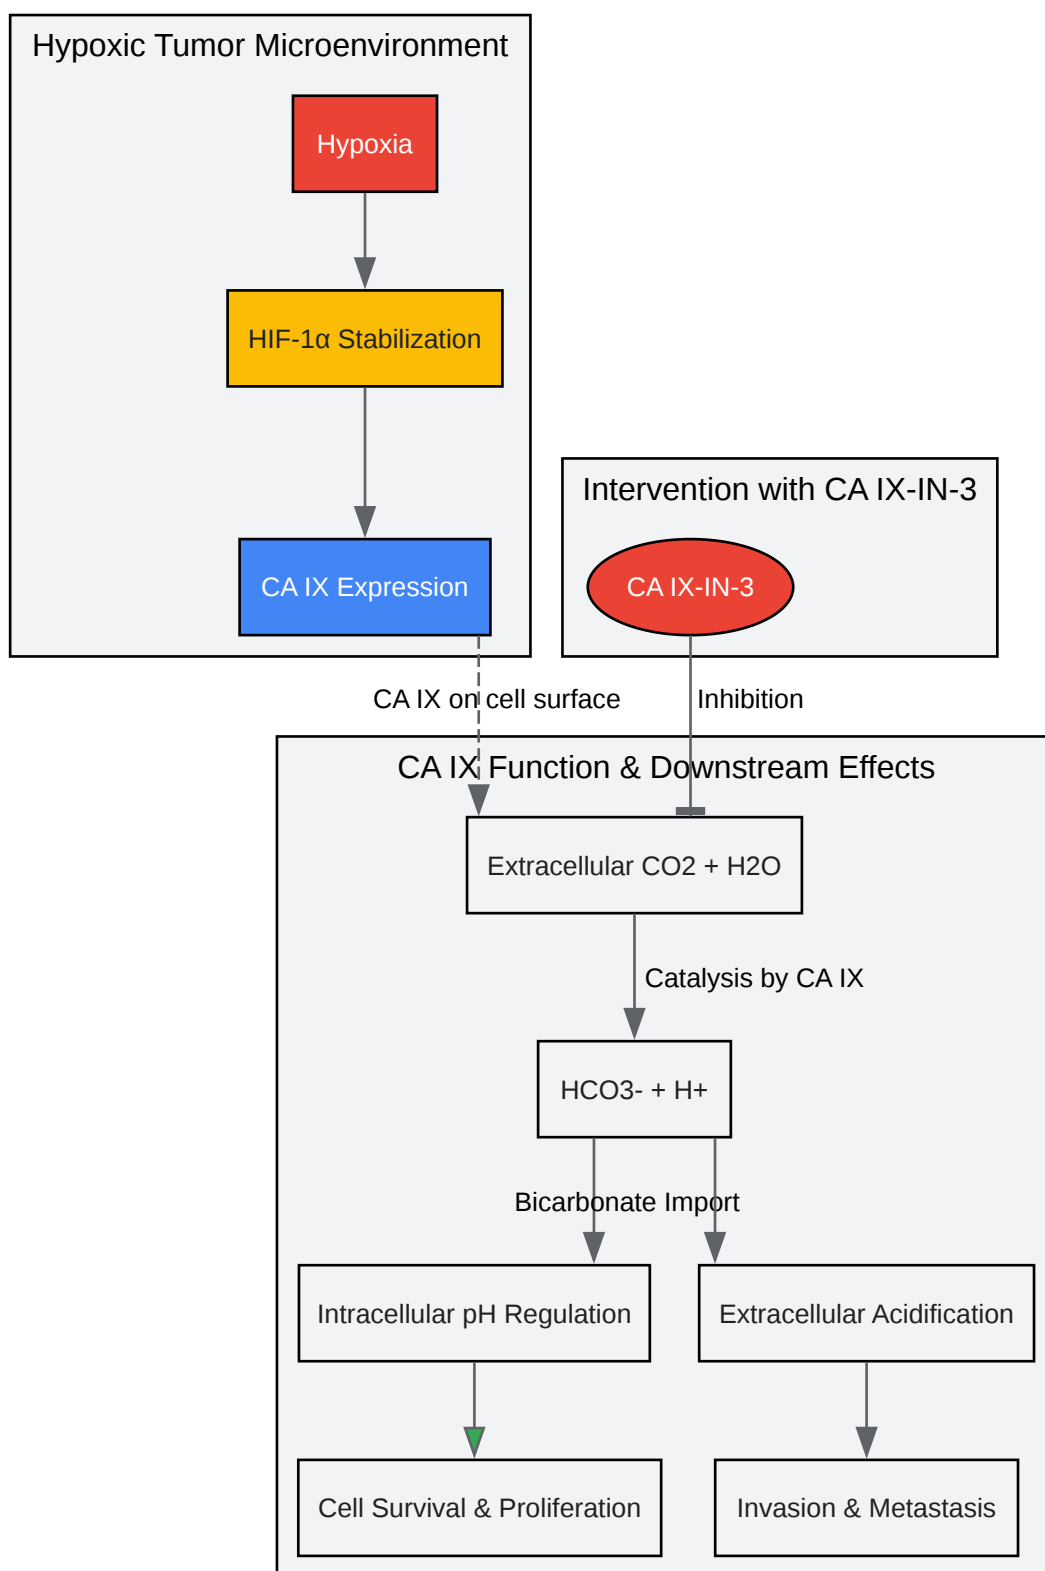 Hypoxic Tumor Microenvironment
Hypoxia
HIF-1α Stabilization
Intervention with CA IX-IN-3
CA IX Expression
CA IX-IN-3
CA IX on cell surface
Inhibition
CA IX Function & Downstream Effects
Extracellular CO2 + H2O
Catalysis by CA IX
HCO3- + H+
Bicarbonate Import
Intracellular pH Regulation
Extracellular Acidification
Cell Survival & Proliferation
Invasion & Metastasis